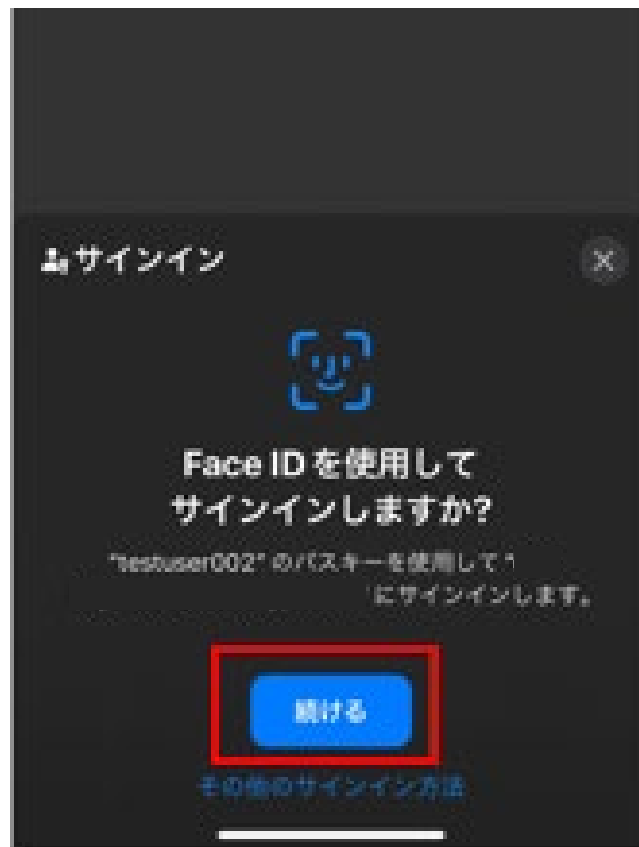 サインイン
Face ID を使用して
サインインしますか?
"testuser002" のパスキーを使用して "
にサインインします。
続ける
その他のサインイン方法